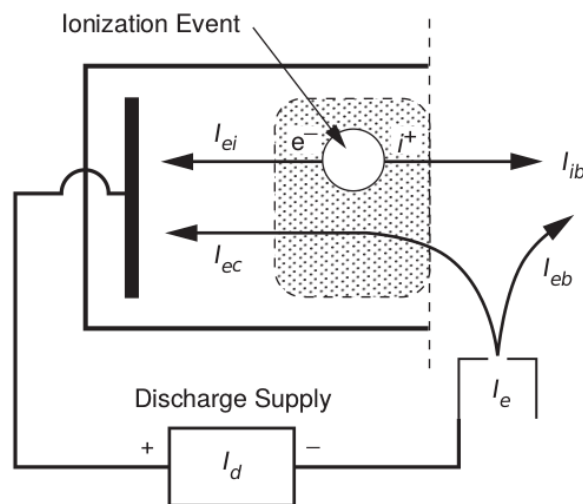 Ionization Event
I_ei
e⁻
i⁺
I_ib
I_ec
I_eb
I_e
Discharge Supply
+
I_d
−